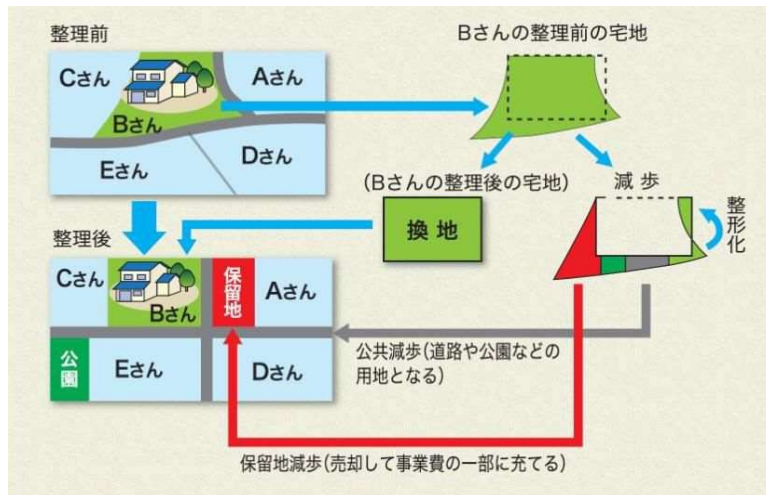 整理前
Cさん
Aさん
Bさん
Eさん
Dさん
Bさんの整理前の宅地
(Bさんの整理後の宅地)
換地
減歩
整形化
整理後
Cさん
Bさん
保留地
Aさん
公園
Eさん
Dさん
公共減歩(道路や公園などの
用地となる)
保留地減歩(売却して事業費の一部に充てる)